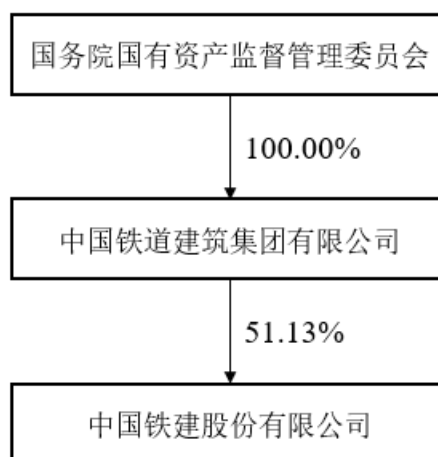 国务院国有资产监督管理委员会
100.00%
中国铁道建筑集团有限公司
51.13%
中国铁建股份有限公司